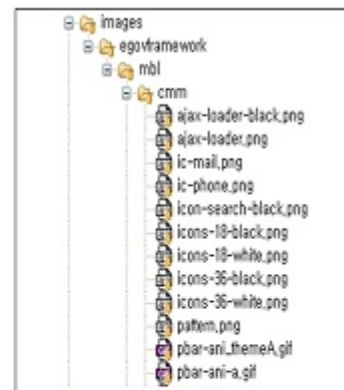 images
egovframework
mbl
cmm
ajax-loader-black.png
ajax-loader.png
ic-mail.png
ic-phone.png
icon-search-black.png
icons-18-black.png
icons-18-white.png
icons-36-black.png
icons-36-white.png
pattern.png
pbar-ani_themeA.gif
pbar-ani-a.gif